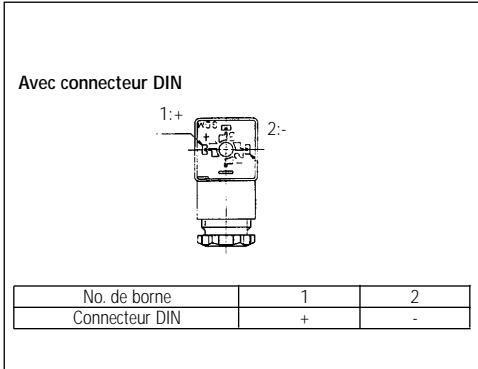 Avec connecteur DIN
1:+
2:-
No. de borne 1 2
Connecteur DIN + -